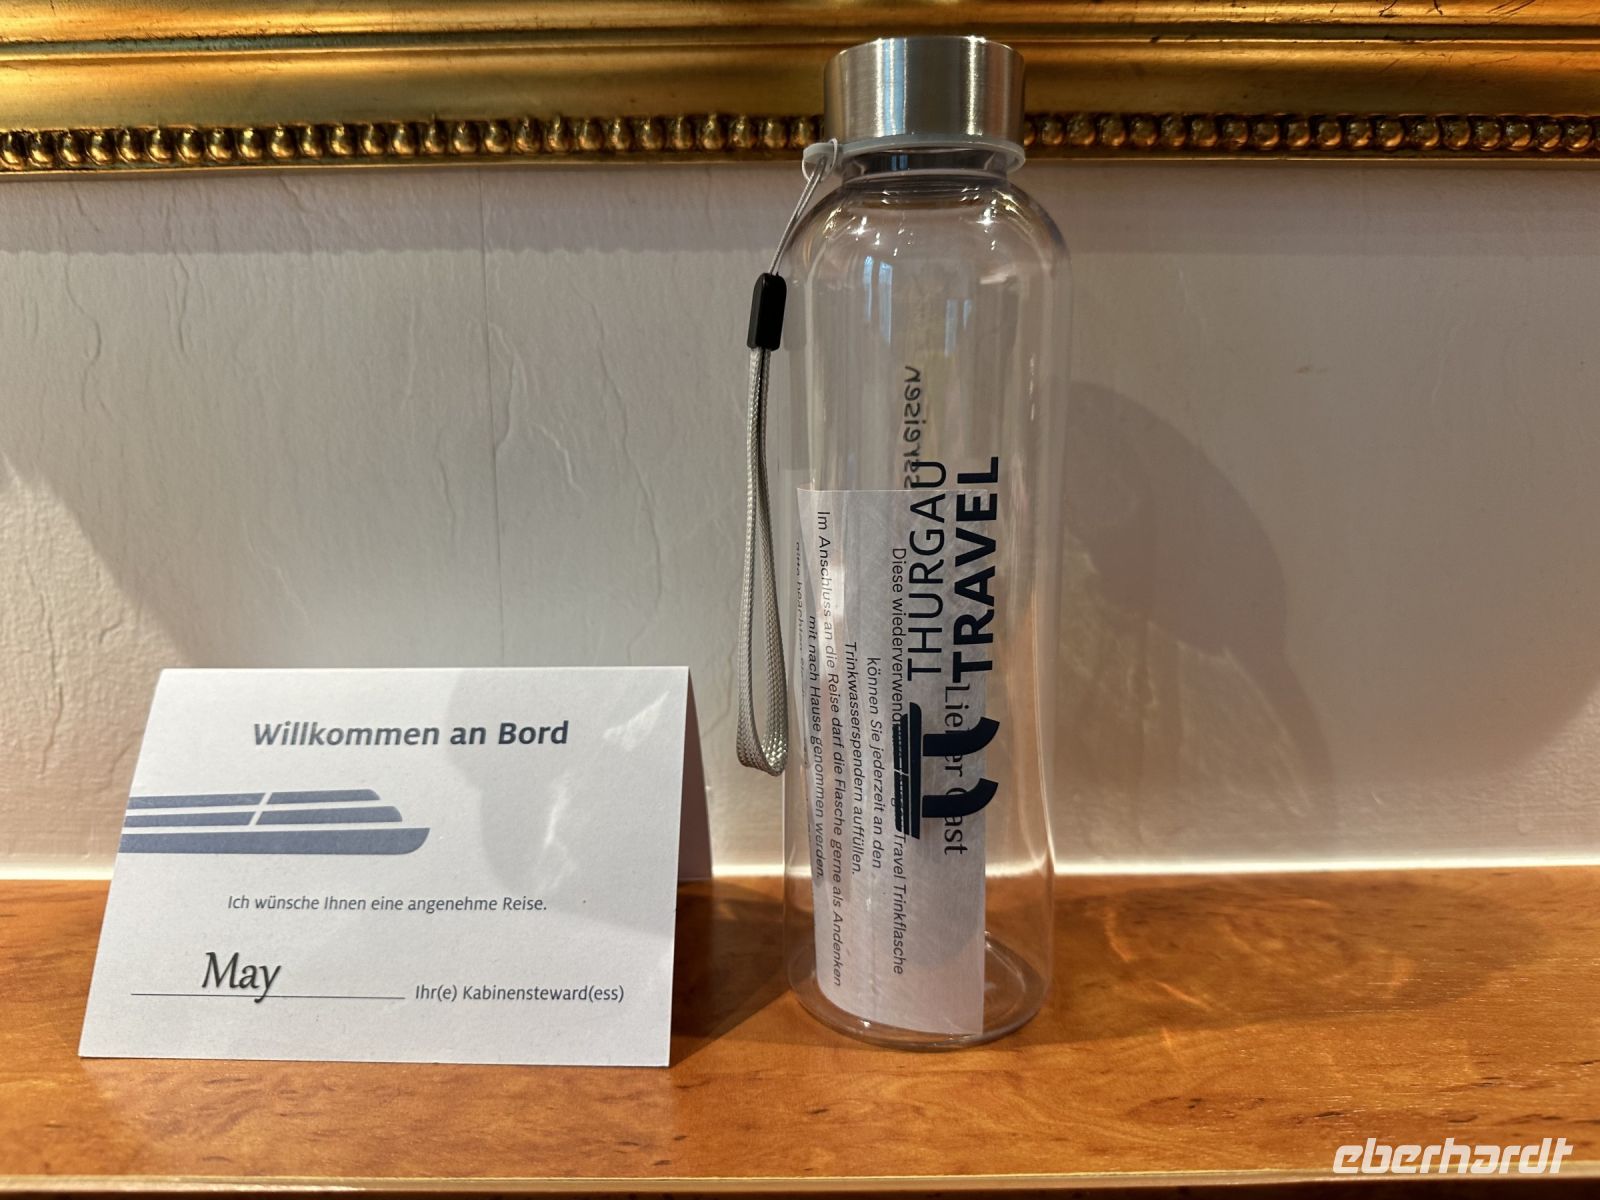 Willkommen an Bord
Ich wünsche Ihnen eine angenehme Reise.
May
Ihr(e) Kabinensteward(ess)
THURGAU
TRAVEL
Lieber Gast
Diese Travel Trinkflasche
können Sie jederzeit an den
Trinkwasserspendern auffüllen.
Im Anschluss an die Reise darf die Flasche gerne als Andenken
mit nach Hause genommen werden.
eberhardt